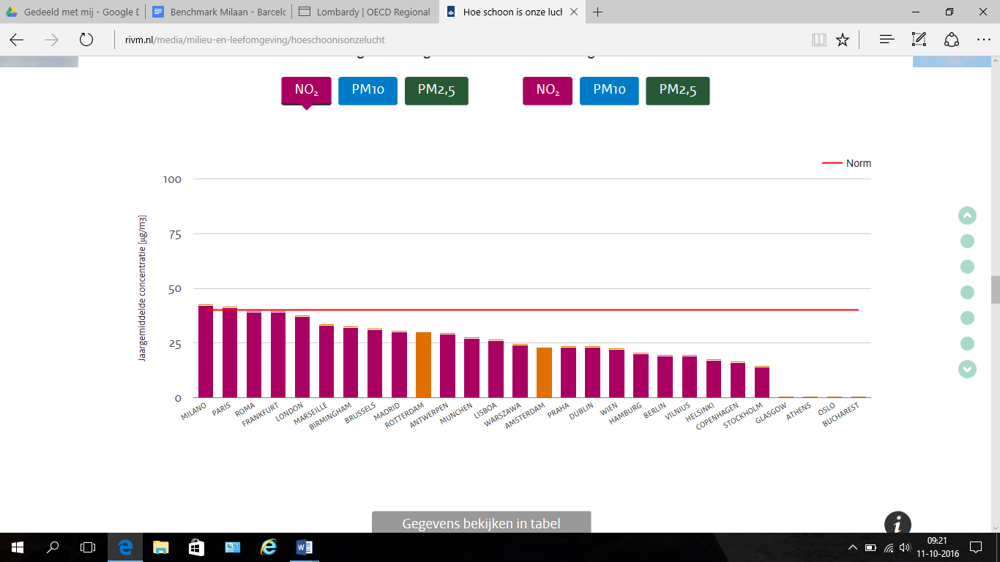 Gedeeld met mij - Google D
Benchmark Milaan - Barcelo
Lombardy | OECD Regional
Hoe schoon is onze luch
rivm.nl/media/milieu-en-leefomgeving/hoeschoonisonzelucht
NO₂ PM10 PM2,5 NO₂ PM10 PM2,5
Norm
100
75
50
25
0
Jaargemiddelde concentratie [µg/m3]
MILANO
PARIS
ROMA
FRANKFURT
LONDON
MARSEILLE
BIRMINGHAM
BRUSSELS
MADRID
ROTTERDAM
ANTWERPEN
MUNCHEN
LISBOA
WARSZAWA
AMSTERDAM
PRAHA
DUBLIN
WIEN
HAMBURG
BERLIN
VILNIUS
HELSINKI
COPENHAGEN
STOCKHOLM
GLASGOW
ATHENS
OSLO
BUCHAREST
Gegevens bekijken in tabel
i
09:21
11-10-2016